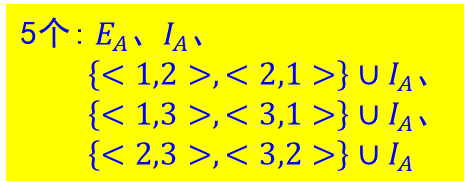 5个: E_A、I_A、
{<1,2>,<2,1>}∪I_A、
{<1,3>,<3,1>}∪I_A、
{<2,3>,<3,2>}∪I_A